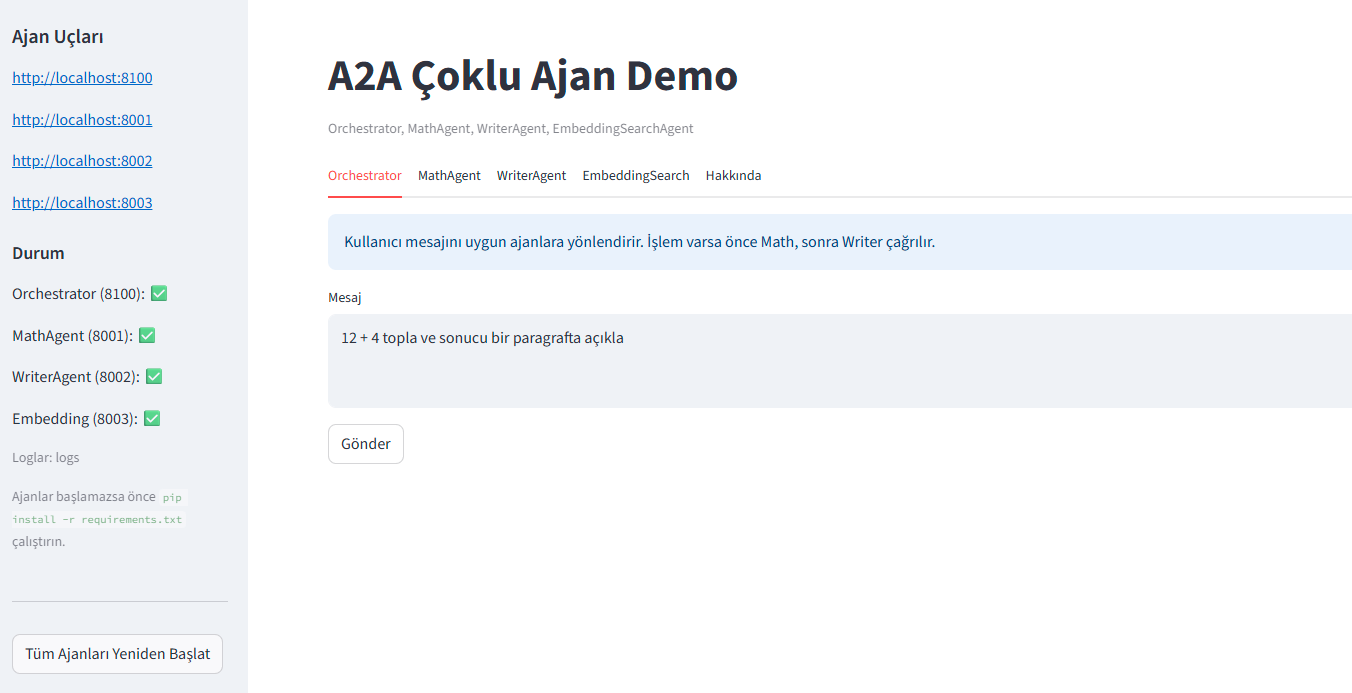 Ajan Uçları
http://localhost:8100
http://localhost:8001
http://localhost:8002
http://localhost:8003
Durum
Orchestrator (8100): ✅
MathAgent (8001): ✅
WriterAgent (8002): ✅
Embedding (8003): ✅
Loglar: logs
Ajanlar başlamazsa önce pip
install -r requirements.txt
çalıştırın.
Tüm Ajanları Yeniden Başlat
A2A Çoklu Ajan Demo
Orchestrator, MathAgent, WriterAgent, EmbeddingSearchAgent
Orchestrator MathAgent WriterAgent EmbeddingSearch Hakkında
Kullanıcı mesajını uygun ajanlara yönlendirir. İşlem varsa önce Math, sonra Writer çağrılır.
Mesaj
12 + 4 topla ve sonucu bir paragrafta açıkla
Gönder